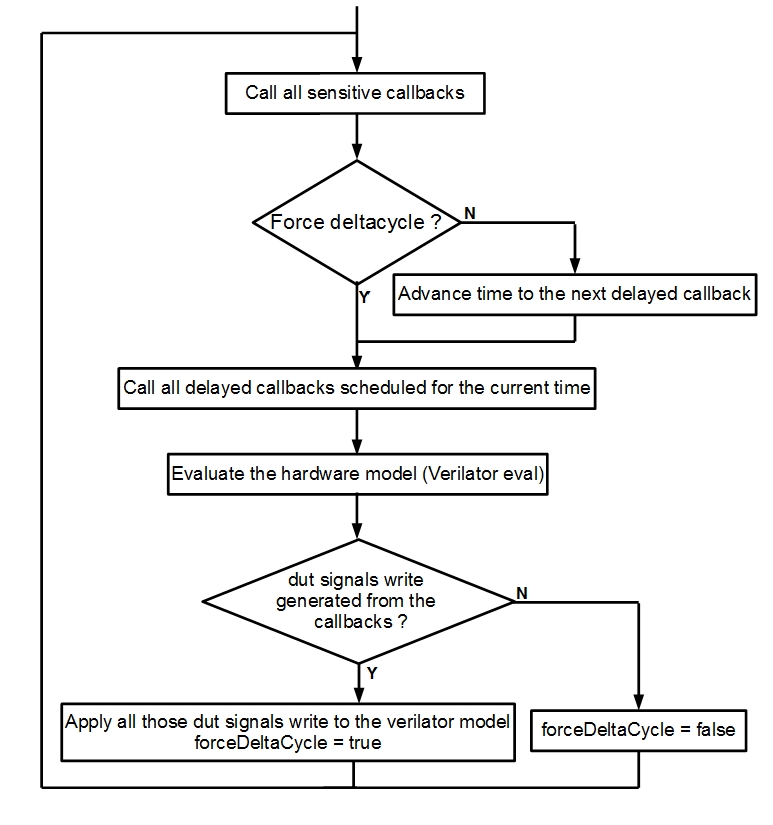 Call all sensitive callbacks
Force deltacycle ?
N
Advance time to the next delayed callback
Y
Call all delayed callbacks scheduled for the current time
Evaluate the hardware model (Verilator eval)
dut signals write
generated from the
callbacks ?
N
Y
Apply all those dut signals write to the verilator model
forceDeltaCycle = true
forceDeltaCycle = false